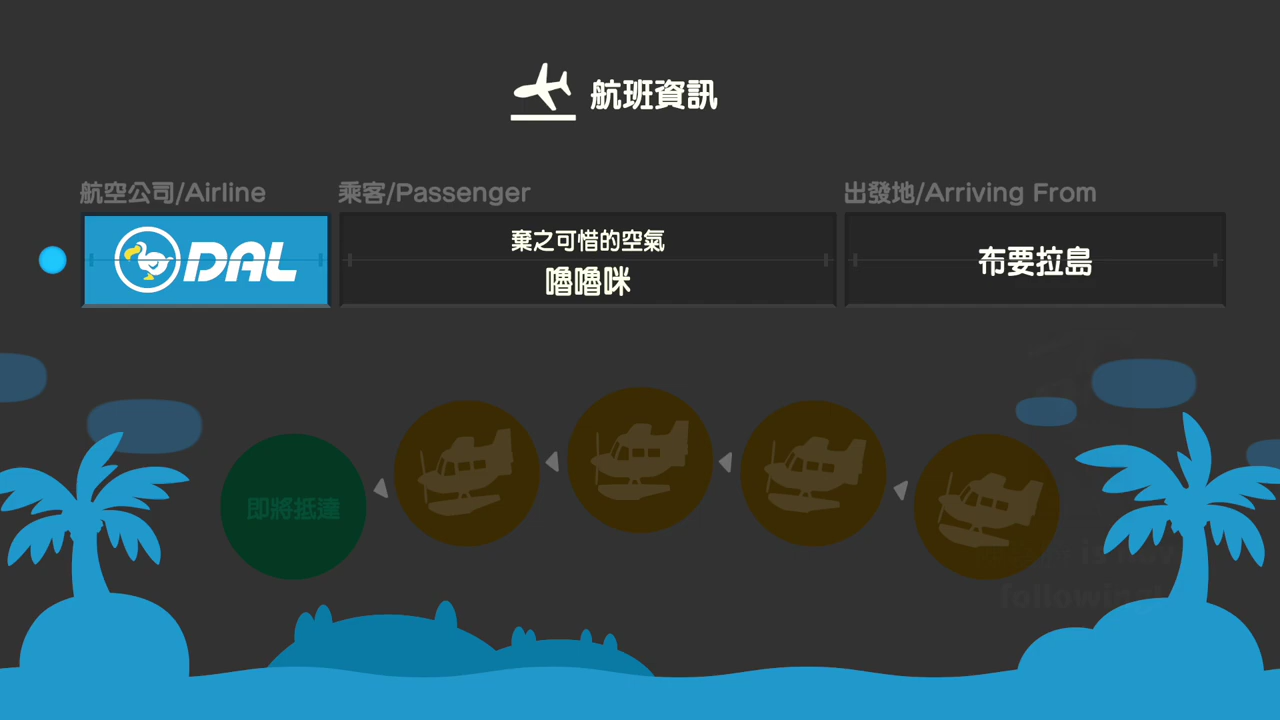 航班資訊
航空公司/Airline
乘客/Passenger
出發地/Arriving From
DAL
棄之可惜的空氣
嚕嚕咪
布要拉島
即將抵達
following